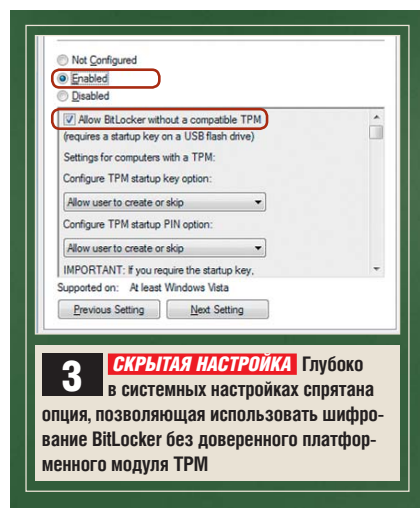 Not Configured
Enabled
Disabled
Allow BitLocker without a compatible TPM
(requires a startup key on a USB flash drive)
Settings for computers with a TPM:
Configure TPM startup key option:
Allow user to create or skip
Configure TPM startup PIN option:
Allow user to create or skip
IMPORTANT: If you require the startup key,
Supported on: At least Windows Vista
Previous Setting Next Setting
3 СКРЫТАЯ НАСТРОЙКА Глубоко
в системных настройках спрятана
опция, позволяющая использовать шифро-
вание BitLocker без доверенного платфор-
менного модуля TPM